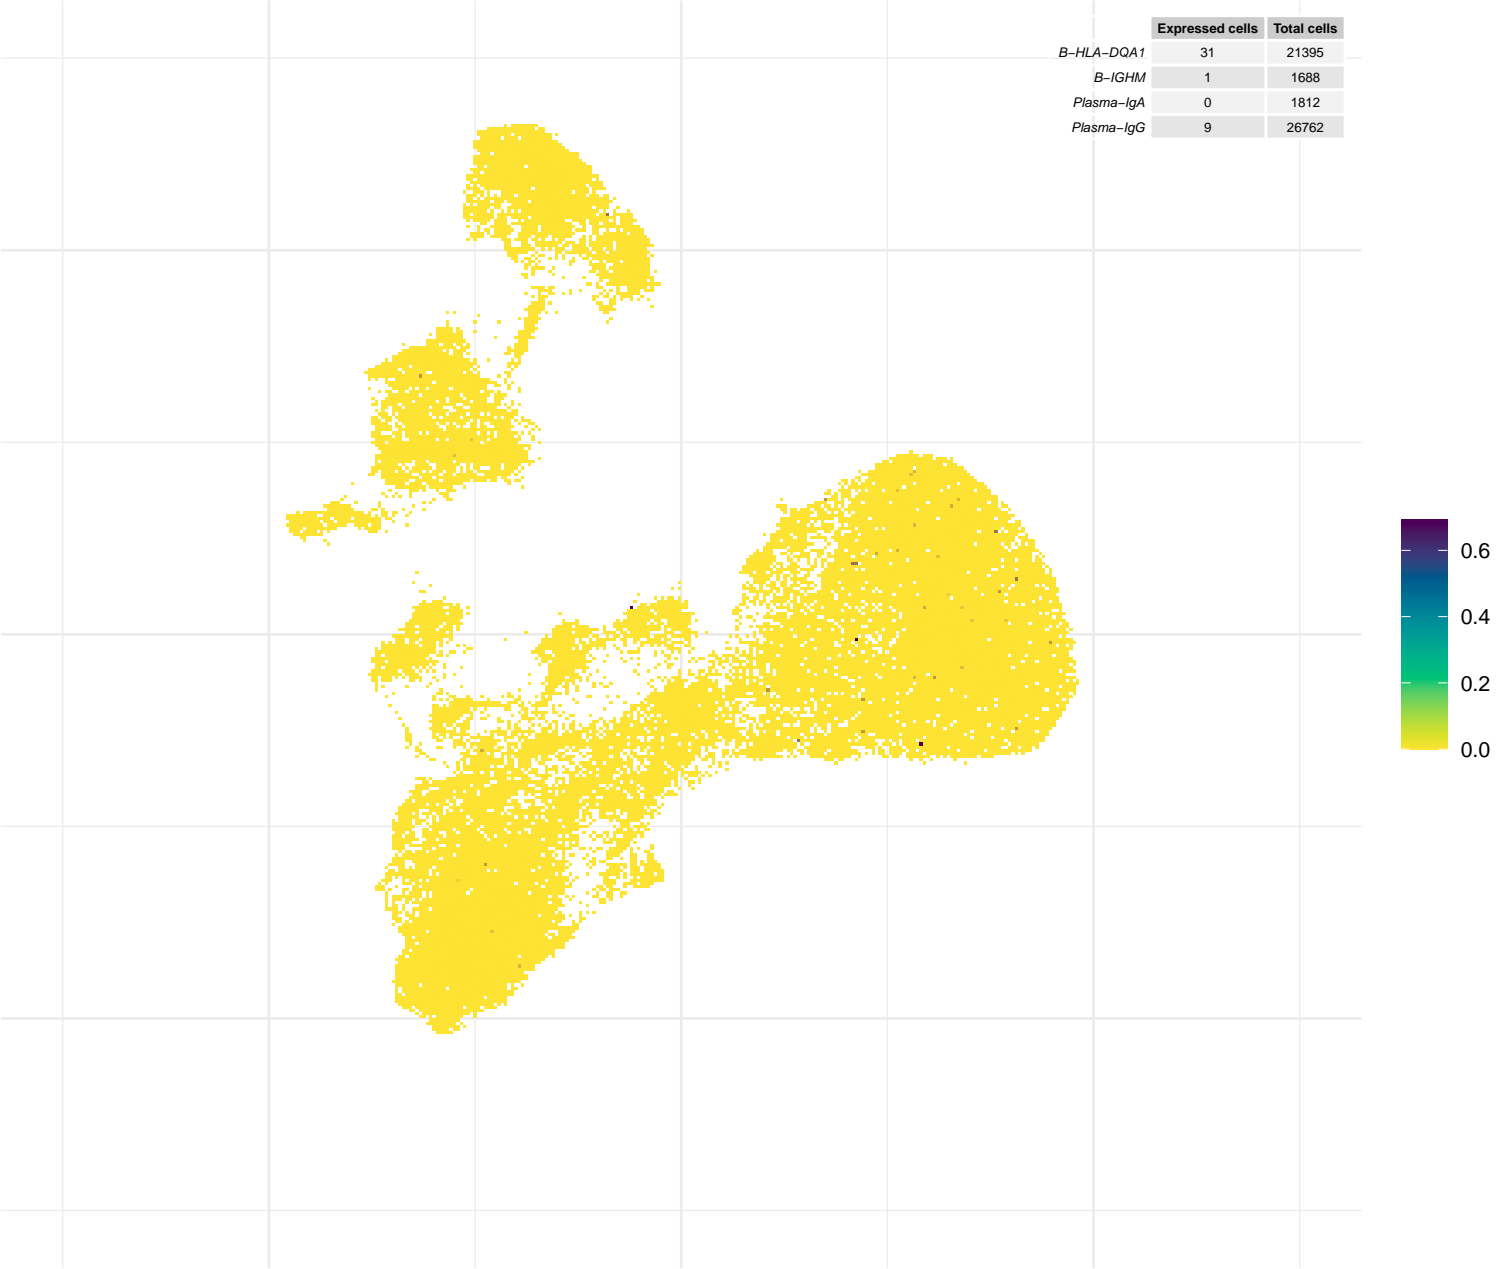 Expressed cells Total cells
B−HLA−DQA1 31 21395
B−IGHM 1 1688
Plasma−IgA 0 1812
Plasma−IgG 9 26762
0.6
0.4
0.2
0.0